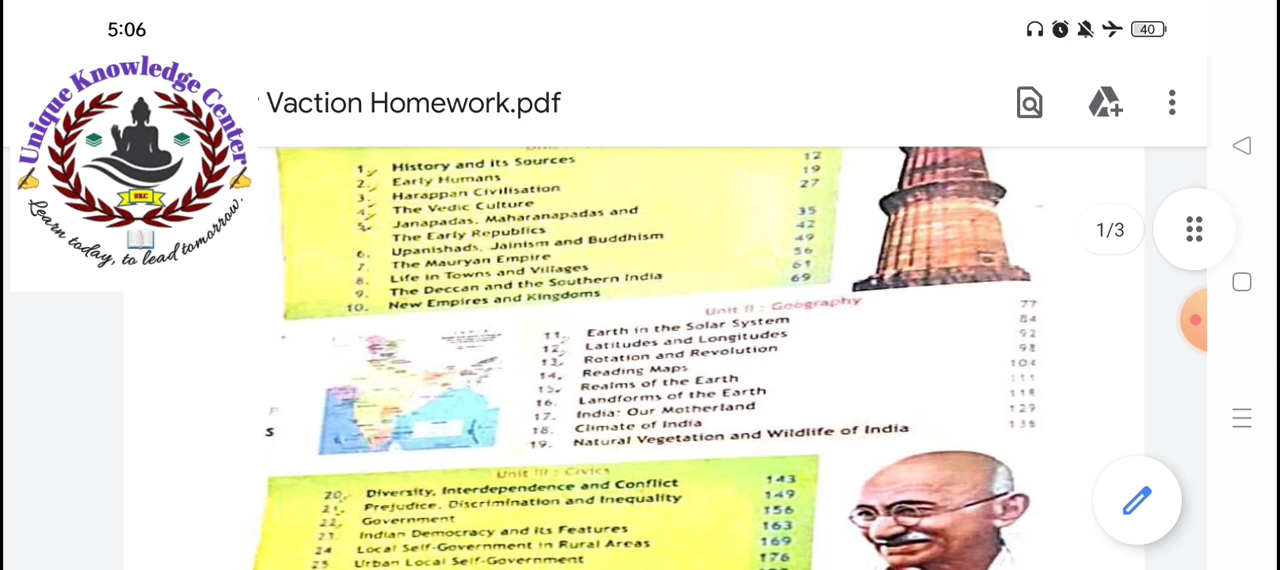 5:06
40
Unique Knowledge Center
UKC
Learn today, to lead tomorrow.
Vaction Homework.pdf
1/3
1. History and its Sources 12
2. Early Humans 19
3. Harappan Civilisation 27
4. The Vedic Culture
5. Janapadas, Maharanapadas and 35
The Early Republics 42
6. Upanishads, Jainism and Buddhism 49
7. The Mauryan Empire 56
8. Life in Towns and Villages 61
9. The Deccan and the Southern India 69
10. New Empires and Kingdoms
Unit II : Geography
11. Earth in the Solar System 77
12. Latitudes and Longitudes 84
13. Rotation and Revolution 92
14. Reading Maps 98
15. Realms of the Earth 104
16. Landforms of the Earth 111
17. India: Our Motherland 118
18. Climate of India 129
19. Natural Vegetation and Wildlife of India 136
S
Unit III : Civics
20. Diversity, Interdependence and Conflict 143
21. Prejudice, Discrimination and Inequality 149
22. Government 156
23. Indian Democracy and its Features 163
24 Local Self-Government in Rural Areas 169
25 Urban Local Self-Government 176